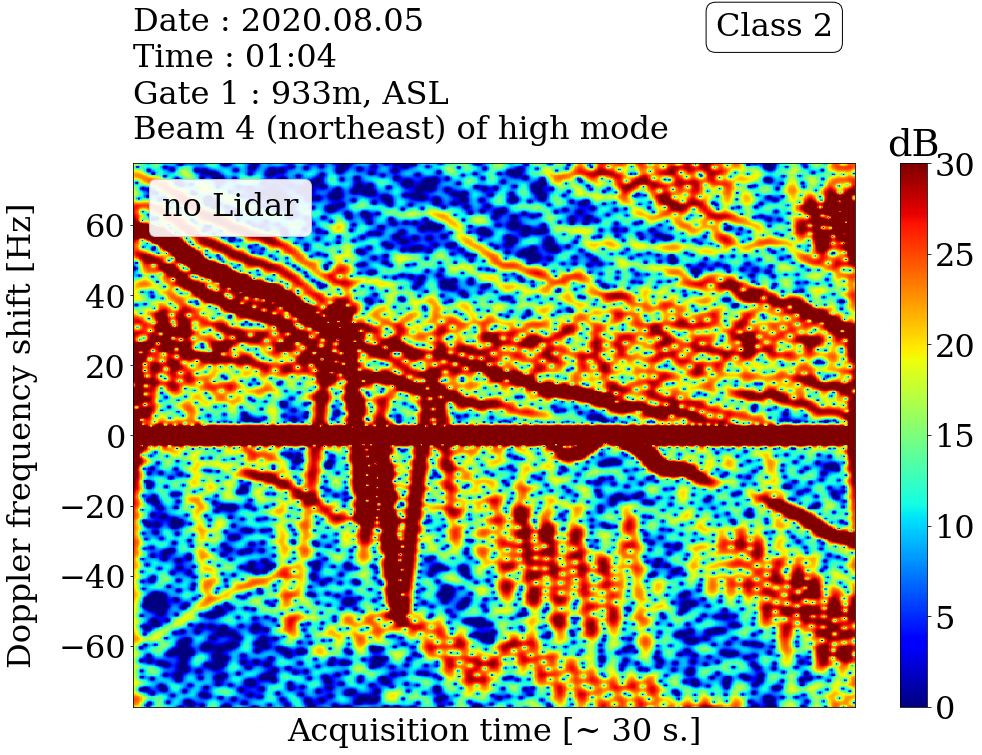 Date : 2020.08.05
Time : 01:04
Gate 1 : 933m, ASL
Beam 4 (northeast) of high mode
Class 2
dB
no Lidar
Doppler frequency shift [Hz]
60
40
20
0
−20
−40
−60
30
25
20
15
10
5
0
Acquisition time [~ 30 s.]